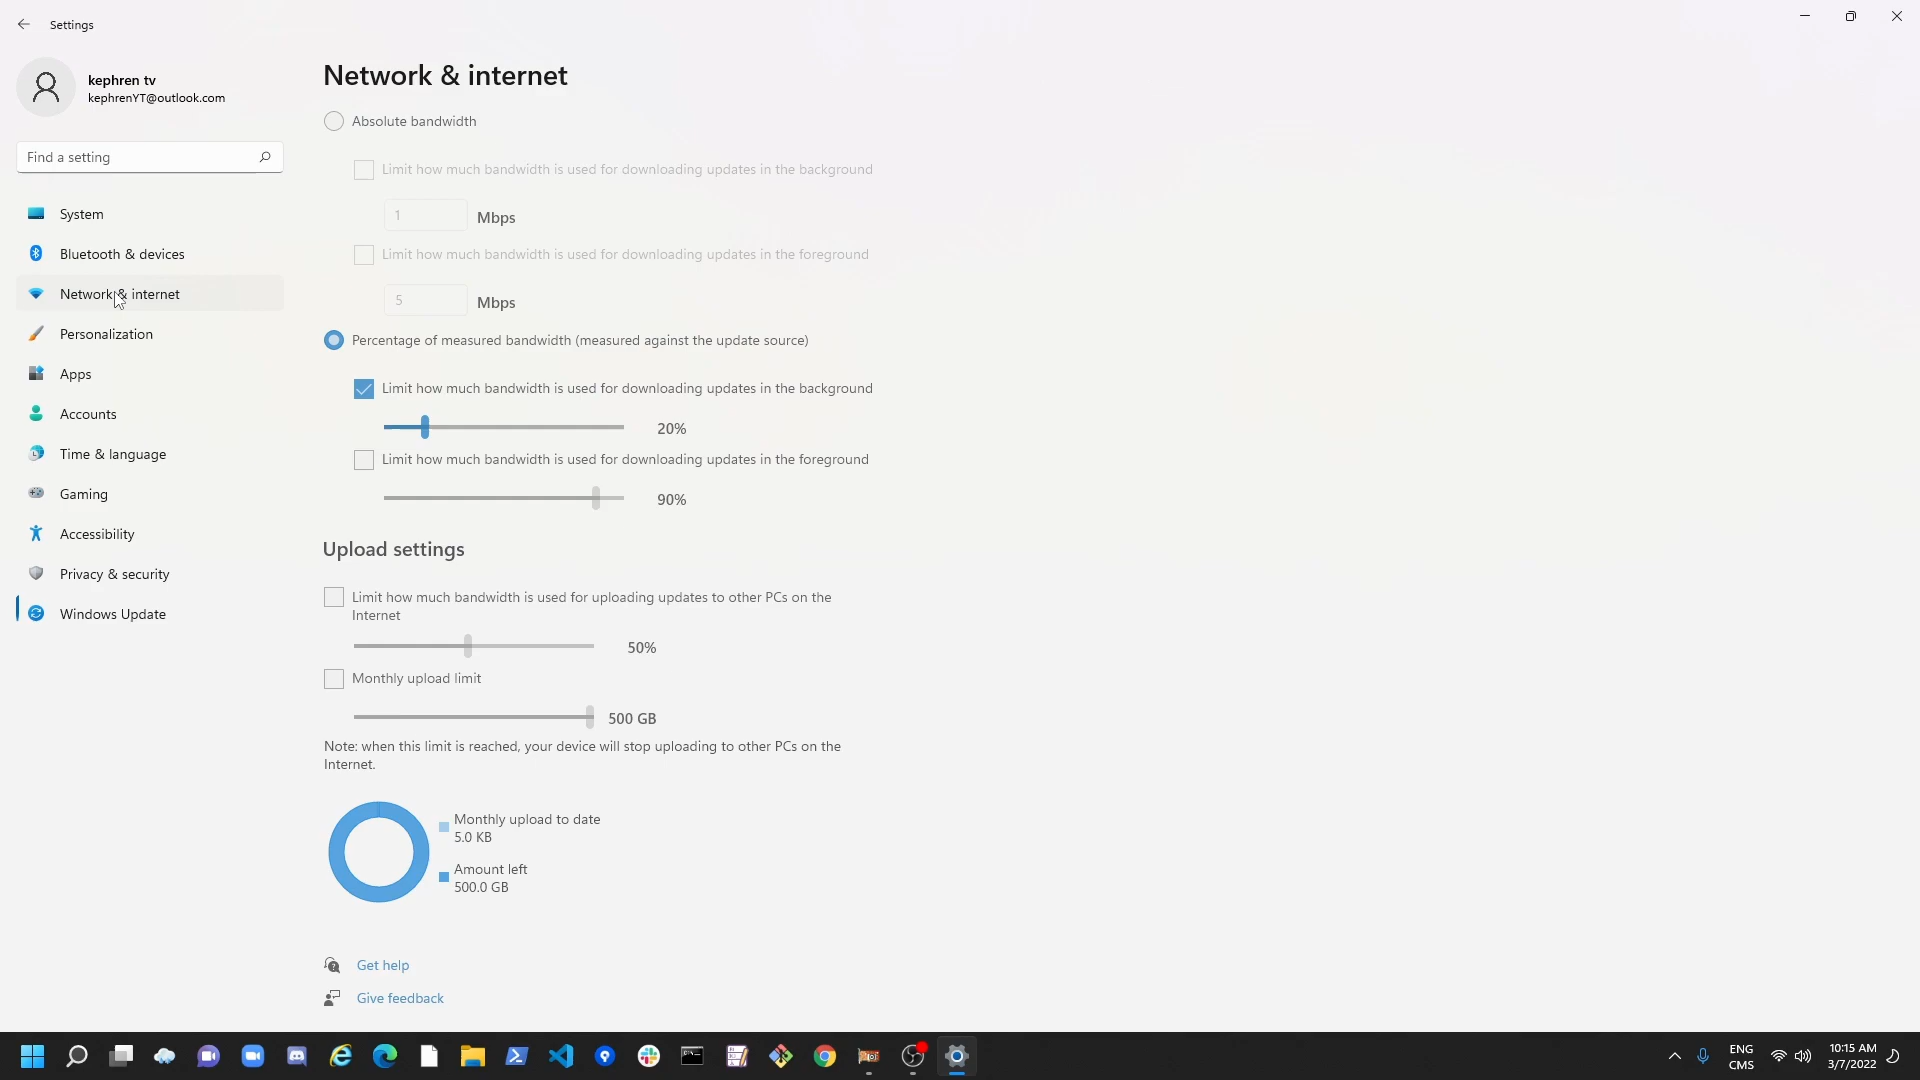 Settings
kephren tv
kephrenYT@outlook.com
Find a setting
System
Bluetooth & devices
Network & internet
Personalization
Apps
Accounts
Time & language
Gaming
Accessibility
Privacy & security
Windows Update
Network & internet
Absolute bandwidth
Limit how much bandwidth is used for downloading updates in the background
1 Mbps
Limit how much bandwidth is used for downloading updates in the foreground
5 Mbps
Percentage of measured bandwidth (measured against the update source)
Limit how much bandwidth is used for downloading updates in the background
20%
Limit how much bandwidth is used for downloading updates in the foreground
90%
Upload settings
Limit how much bandwidth is used for uploading updates to other PCs on the
Internet
50%
Monthly upload limit
500 GB
Note: when this limit is reached, your device will stop uploading to other PCs on the
Internet.
Monthly upload to date
5.0 KB
Amount left
500.0 GB
Get help
Give feedback
ENG
CMS
10:15 AM
3/7/2022